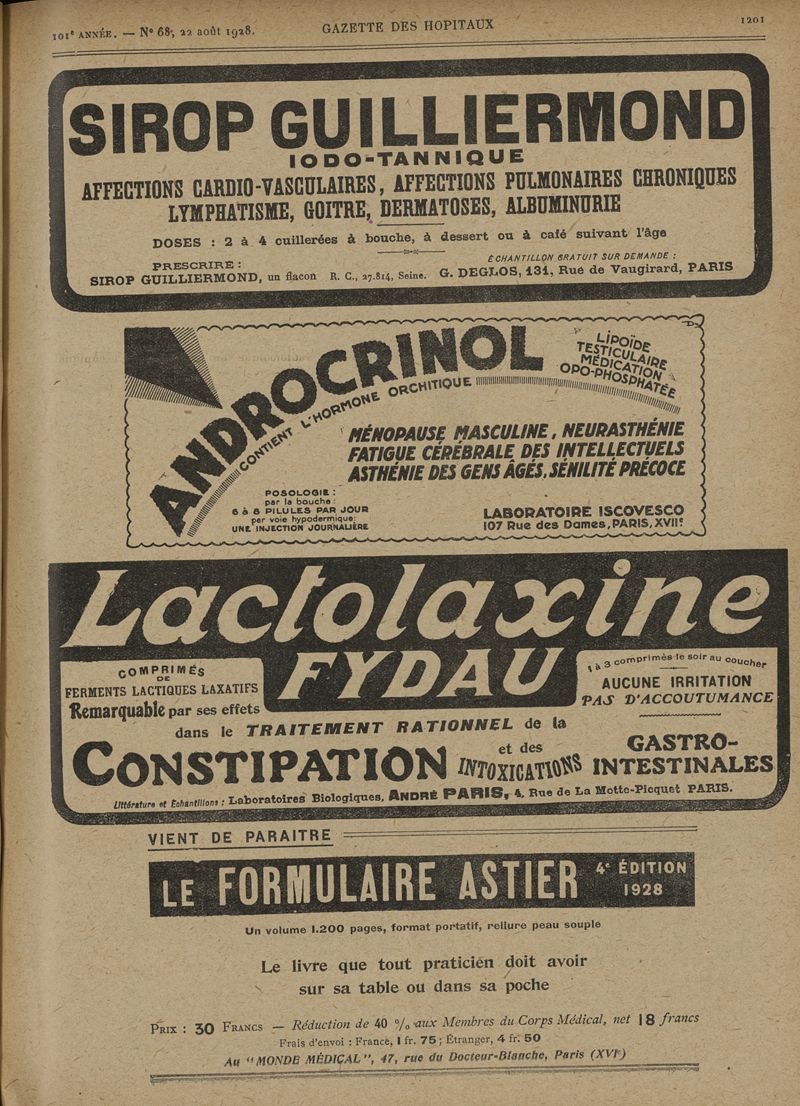 101e ANNÉE. — No 68, 22 août 1928.
GAZETTE DES HOPITAUX
1201
SIROP GUILLIERMOND
IODO-TANNIQUE
AFFECTIONS CARDIO-VASCULAIRES, AFFECTIONS PULMONAIRES CHRONIQUES
LYMPHATISME, GOITRE, DERMATOSES, ALBUMINURIE
DOSES : 2 à 4 cuillerées à bouche, à dessert ou à café suivant l'âge
PRESCRIRE :
SIROP GUILLIERMOND, un flacon R. C., 27.814, Seine.
ÉCHANTILLON GRATUIT SUR DEMANDE :
G. DEGLOS, 131, Rue de Vaugirard, PARIS
ANDROCRINOL
CONTIENT L'HORMONE ORCHITIQUE
LIPOÏDE
TESTICULAIRE
MÉDICATION
OPO-PHOSPHATÉE
MÉNOPAUSE MASCULINE, NEURASTHÉNIE
FATIGUE CÉRÉBRALE DES INTELLECTUELS
ASTHÉNIE DES GENS ÂGÉS, SÉNILITÉ PRÉCOCE
POSOLOGIE :
par la bouche :
6 à 8 PILULES PAR JOUR
par voie hypodermique:
UNE INJECTION JOURNALIÈRE
LABORATOIRE ISCOVESCO
107 Rue des Dames, PARIS, XVIIe
Lactolaxine
FYDAU
COMPRIMÉS
DE
FERMENTS LACTIQUES LAXATIFS
Remarquable par ses effets
1 à 3 comprimés le soir au coucher
AUCUNE IRRITATION
PAS D'ACCOUTUMANCE
dans le TRAITEMENT RATIONNEL de la
CONSTIPATION et des INTOXICATIONS GASTRO-
INTESTINALES
Littérature et Échantillons : Laboratoires Biologiques, ANDRÉ PARIS, 4, Rue de La Motte-Picquet PARIS.
VIENT DE PARAITRE
LE FORMULAIRE ASTIER 4e ÉDITION
1928
Un volume 1.200 pages, format portatif, reliure peau souple
Le livre que tout praticien doit avoir
sur sa table ou dans sa poche
PRIX : 30 FRANCS — Réduction de 40 % aux Membres du Corps Médical, net 18 francs
Frais d'envoi : France, 1 fr. 75 ; Étranger, 4 fr. 50
Au "MONDE MÉDICAL", 47, rue du Docteur-Blanche, Paris (XVIe)